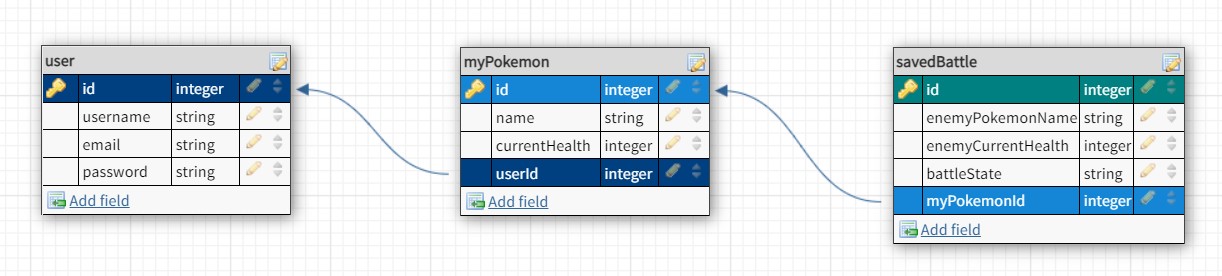 user
id integer
username string
email string
password string
Add field
myPokemon
id integer
name string
currentHealth integer
userId integer
Add field
savedBattle
id integer
enemyPokemonName string
enemyCurrentHealth integer
battleState string
myPokemonId integer
Add field